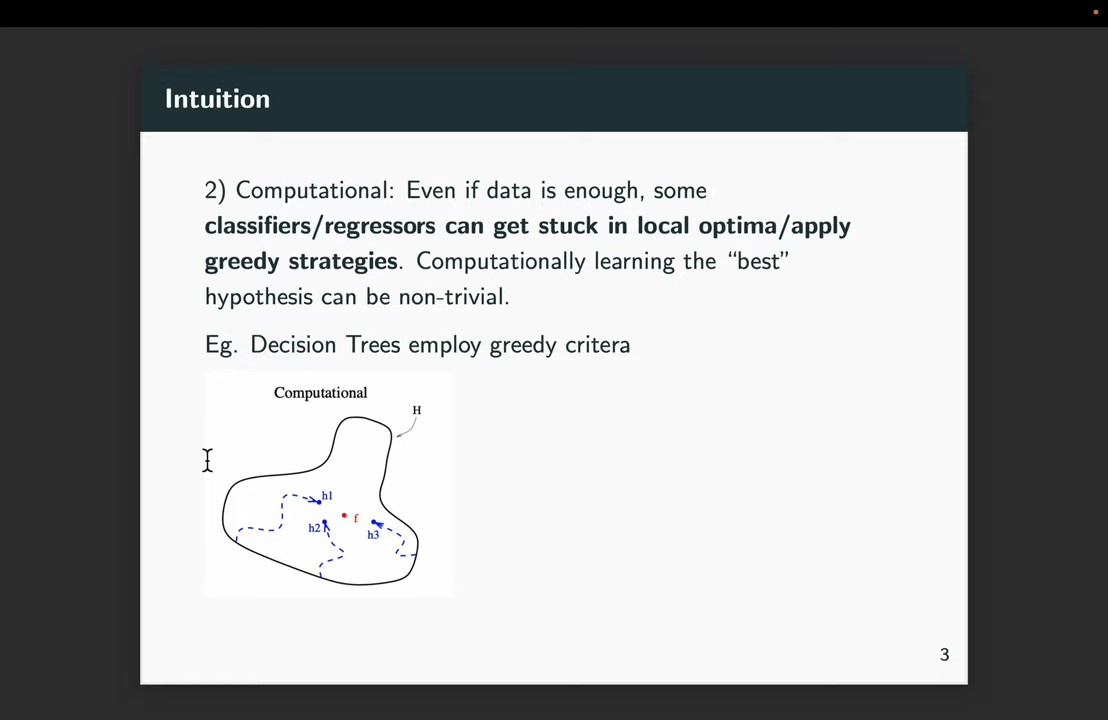 Intuition
2) Computational: Even if data is enough, some
classifiers/regressors can get stuck in local optima/apply
greedy strategies. Computationally learning the “best”
hypothesis can be non-trivial.
Eg. Decision Trees employ greedy critera
Computational
H
h1
f
h2
h3
3